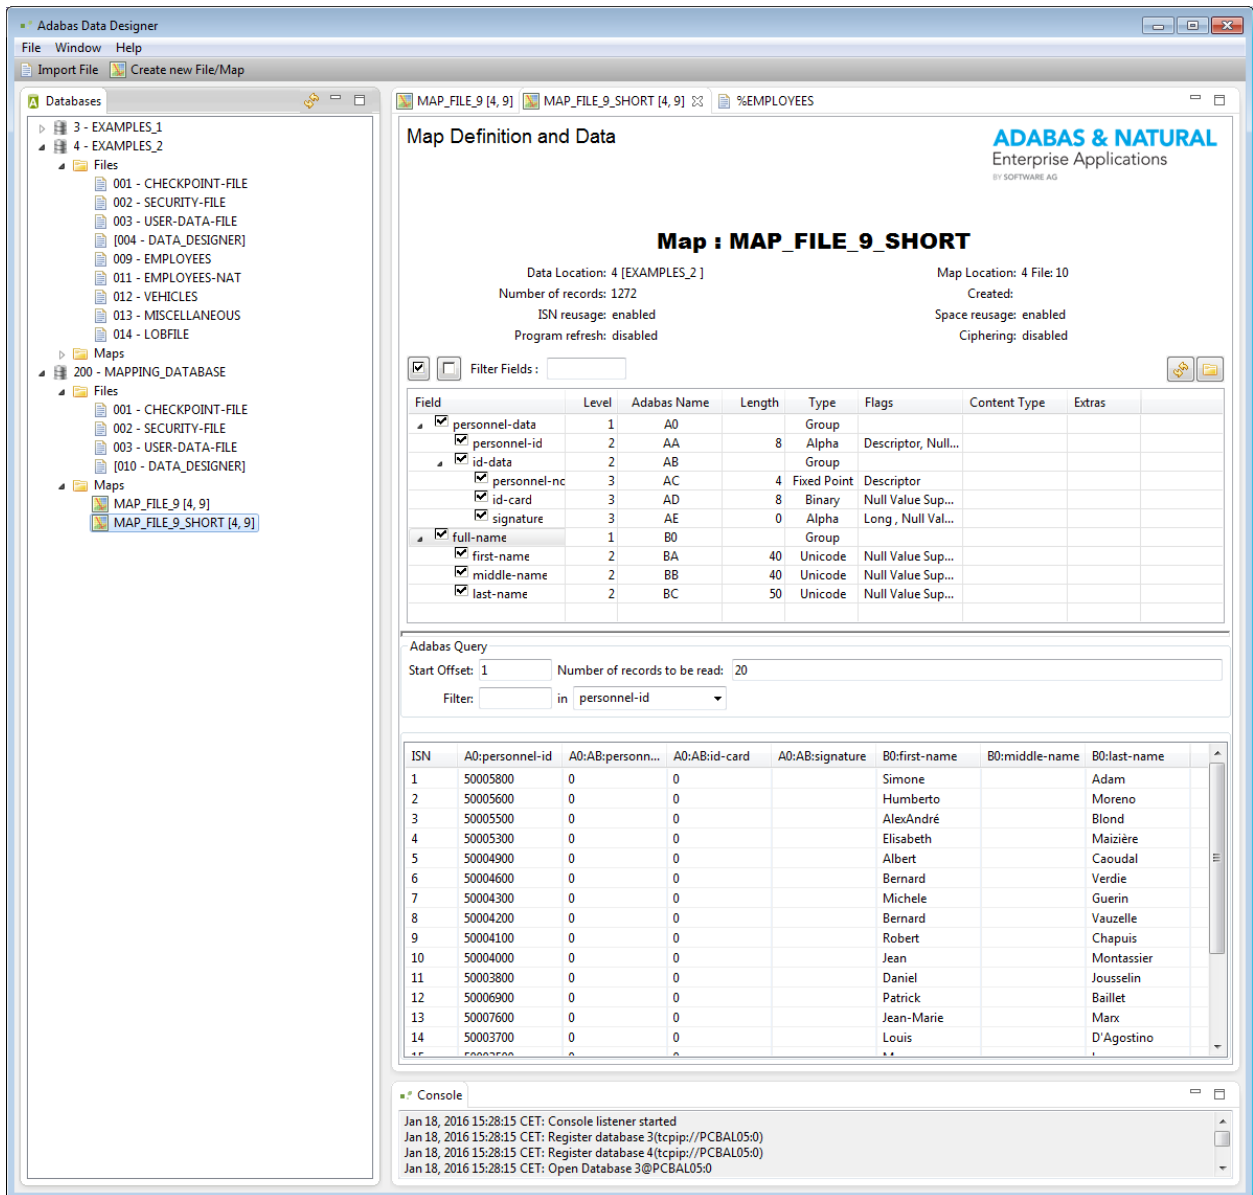 Adabas Data Designer
File Window Help
Import File Create new File/Map
Databases
3 - EXAMPLES_1
4 - EXAMPLES_2
Files
001 - CHECKPOINT-FILE
002 - SECURITY-FILE
003 - USER-DATA-FILE
[004 - DATA_DESIGNER]
009 - EMPLOYEES
011 - EMPLOYEES-NAT
012 - VEHICLES
013 - MISCELLANEOUS
014 - LOBFILE
Maps
200 - MAPPING_DATABASE
Files
001 - CHECKPOINT-FILE
002 - SECURITY-FILE
003 - USER-DATA-FILE
[010 - DATA_DESIGNER]
Maps
MAP_FILE_9 [4, 9]
MAP_FILE_9_SHORT [4, 9]
MAP_FILE_9 [4, 9] MAP_FILE_9_SHORT [4, 9] %EMPLOYEES
Map Definition and Data
ADABAS & NATURAL
Enterprise Applications
BY SOFTWARE AG
Map : MAP_FILE_9_SHORT
Data Location: 4 [EXAMPLES_2 ] Map Location: 4 File: 10
Number of records: 1272 Created:
ISN reusage: enabled Space reusage: enabled
Program refresh: disabled Ciphering: disabled
Filter Fields :
Field Level Adabas Name Length Type Flags Content Type Extras
personnel-data 1 A0 Group
personnel-id 2 AA 8 Alpha Descriptor, Null...
id-data 2 AB Group
personnel-nc 3 AC 4 Fixed Point Descriptor
id-card 3 AD 8 Binary Null Value Sup...
signature 3 AE 0 Alpha Long , Null Val...
full-name 1 B0 Group
first-name 2 BA 40 Unicode Null Value Sup...
middle-name 2 BB 40 Unicode Null Value Sup...
last-name 2 BC 50 Unicode Null Value Sup...
Adabas Query
Start Offset: 1 Number of records to be read: 20
Filter: in personnel-id
ISN A0:personnel-id A0:AB:personn... A0:AB:id-card A0:AB:signature B0:first-name B0:middle-name B0:last-name
1 50005800 0 0 Simone Adam
2 50005600 0 0 Humberto Moreno
3 50005500 0 0 AlexAndré Blond
4 50005300 0 0 Elisabeth Maizière
5 50004900 0 0 Albert Caoudal
6 50004600 0 0 Bernard Verdie
7 50004300 0 0 Michele Guerin
8 50004200 0 0 Bernard Vauzelle
9 50004100 0 0 Robert Chapuis
10 50004000 0 0 Jean Montassier
11 50003800 0 0 Daniel Jousselin
12 50006900 0 0 Patrick Baillet
13 50007600 0 0 Jean-Marie Marx
14 50003700 0 0 Louis D'Agostino
Console
Jan 18, 2016 15:28:15 CET: Console listener started
Jan 18, 2016 15:28:15 CET: Register database 3(tcpip://PCBAL05:0)
Jan 18, 2016 15:28:15 CET: Register database 4(tcpip://PCBAL05:0)
Jan 18, 2016 15:28:15 CET: Open Database 3@PCBAL05:0